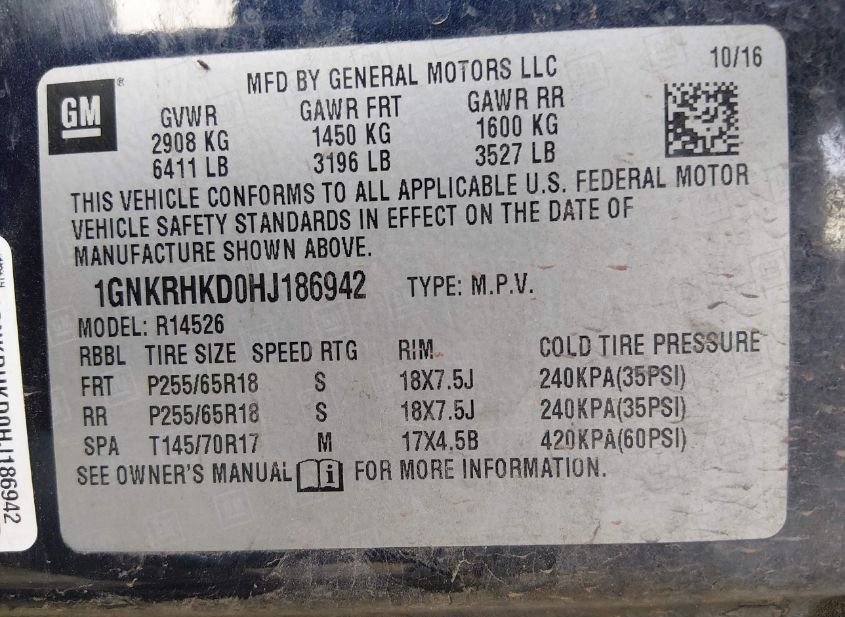 MFD BY GENERAL MOTORS LLC
10/16
GM ®
GVWR GAWR FRT GAWR RR
2908 KG 1450 KG 1600 KG
6411 LB 3196 LB 3527 LB
THIS VEHICLE CONFORMS TO ALL APPLICABLE U.S. FEDERAL MOTOR
VEHICLE SAFETY STANDARDS IN EFFECT ON THE DATE OF
MANUFACTURE SHOWN ABOVE.
1GNKRHKD0HJ186942 TYPE: M.P.V.
MODEL: R14526
RBBL TIRE SIZE SPEED RTG RIM COLD TIRE PRESSURE
FRT P255/65R18 S 18X7.5J 240KPA(35PSI)
RR P255/65R18 S 18X7.5J 240KPA(35PSI)
SPA T145/70R17 M 17X4.5B 420KPA(60PSI)
SEE OWNER'S MANUAL i FOR MORE INFORMATION.